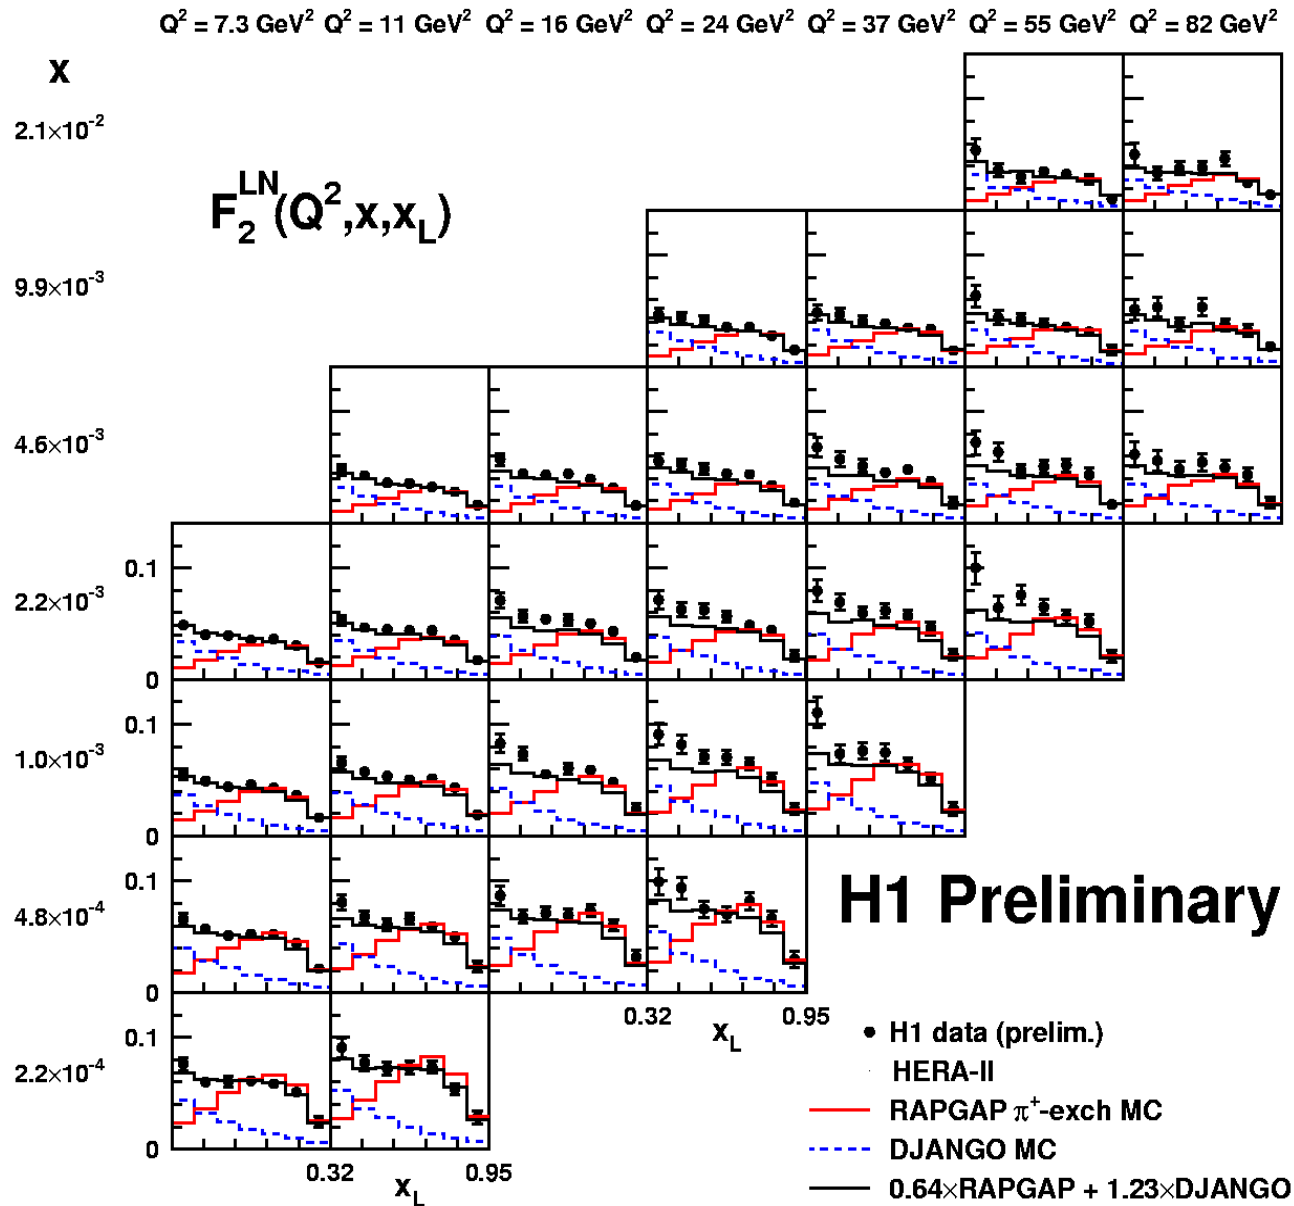 Q² = 7.3 GeV² Q² = 11 GeV² Q² = 16 GeV² Q² = 24 GeV² Q² = 37 GeV² Q² = 55 GeV² Q² = 82 GeV²
x
2.1×10⁻²
F₂ᴸᴺ(Q²,x,x_L)
9.9×10⁻³
4.6×10⁻³
0.1
2.2×10⁻³
0
0.1
1.0×10⁻³
0
0.1
H1 Preliminary
4.8×10⁻⁴
0
0.32 x_L 0.95
0.1
2.2×10⁻⁴
0
0.32 x_L 0.95
H1 data (prelim.)
HERA-II
RAPGAP π⁺-exch MC
DJANGO MC
0.64×RAPGAP + 1.23×DJANGO